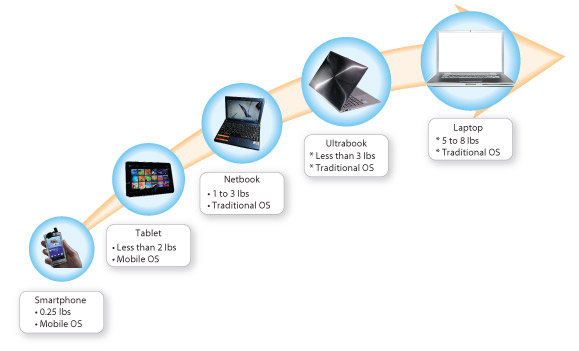 Smartphone
• 0.25 lbs
• Mobile OS
Tablet
• Less than 2 lbs
• Mobile OS
Netbook
• 1 to 3 lbs
• Traditional OS
Ultrabook
* Less than 3 lbs
* Traditional OS
Laptop
* 5 to 8 lbs
* Traditional OS